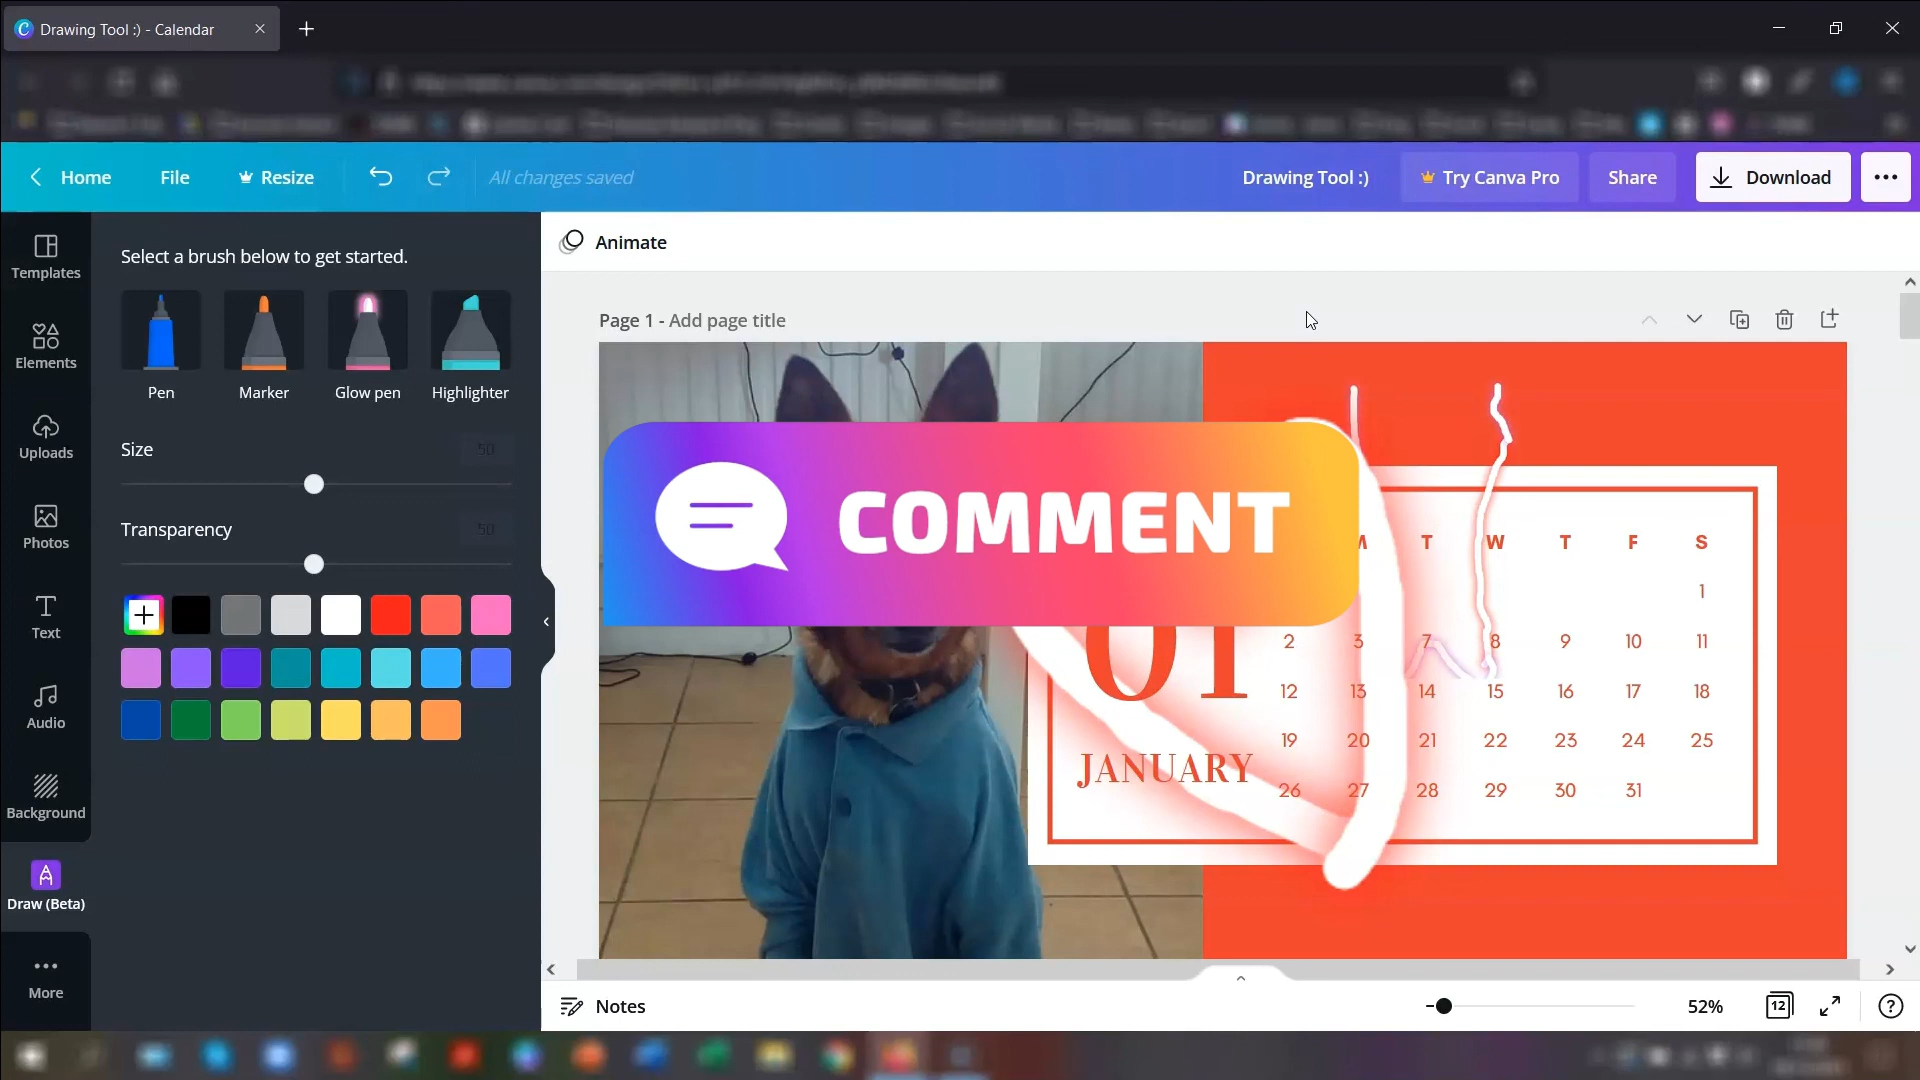 Drawing Tool :) - Calendar
Home
File
Resize
All changes saved
Drawing Tool :)
Try Canva Pro
Share
Download
Templates
Elements
Uploads
Photos
Text
Audio
Background
Draw (Beta)
More
Select a brush below to get started.
Pen Marker Glow pen Highlighter
Size 50
Transparency 50
Animate
Page 1 - Add page title
COMMENT
M T W T F S
1
2 3 7 8 9 10 11
12 13 14 15 16 17 18
19 20 21 22 23 24 25
26 27 28 29 30 31
01
JANUARY
Notes
52%
12